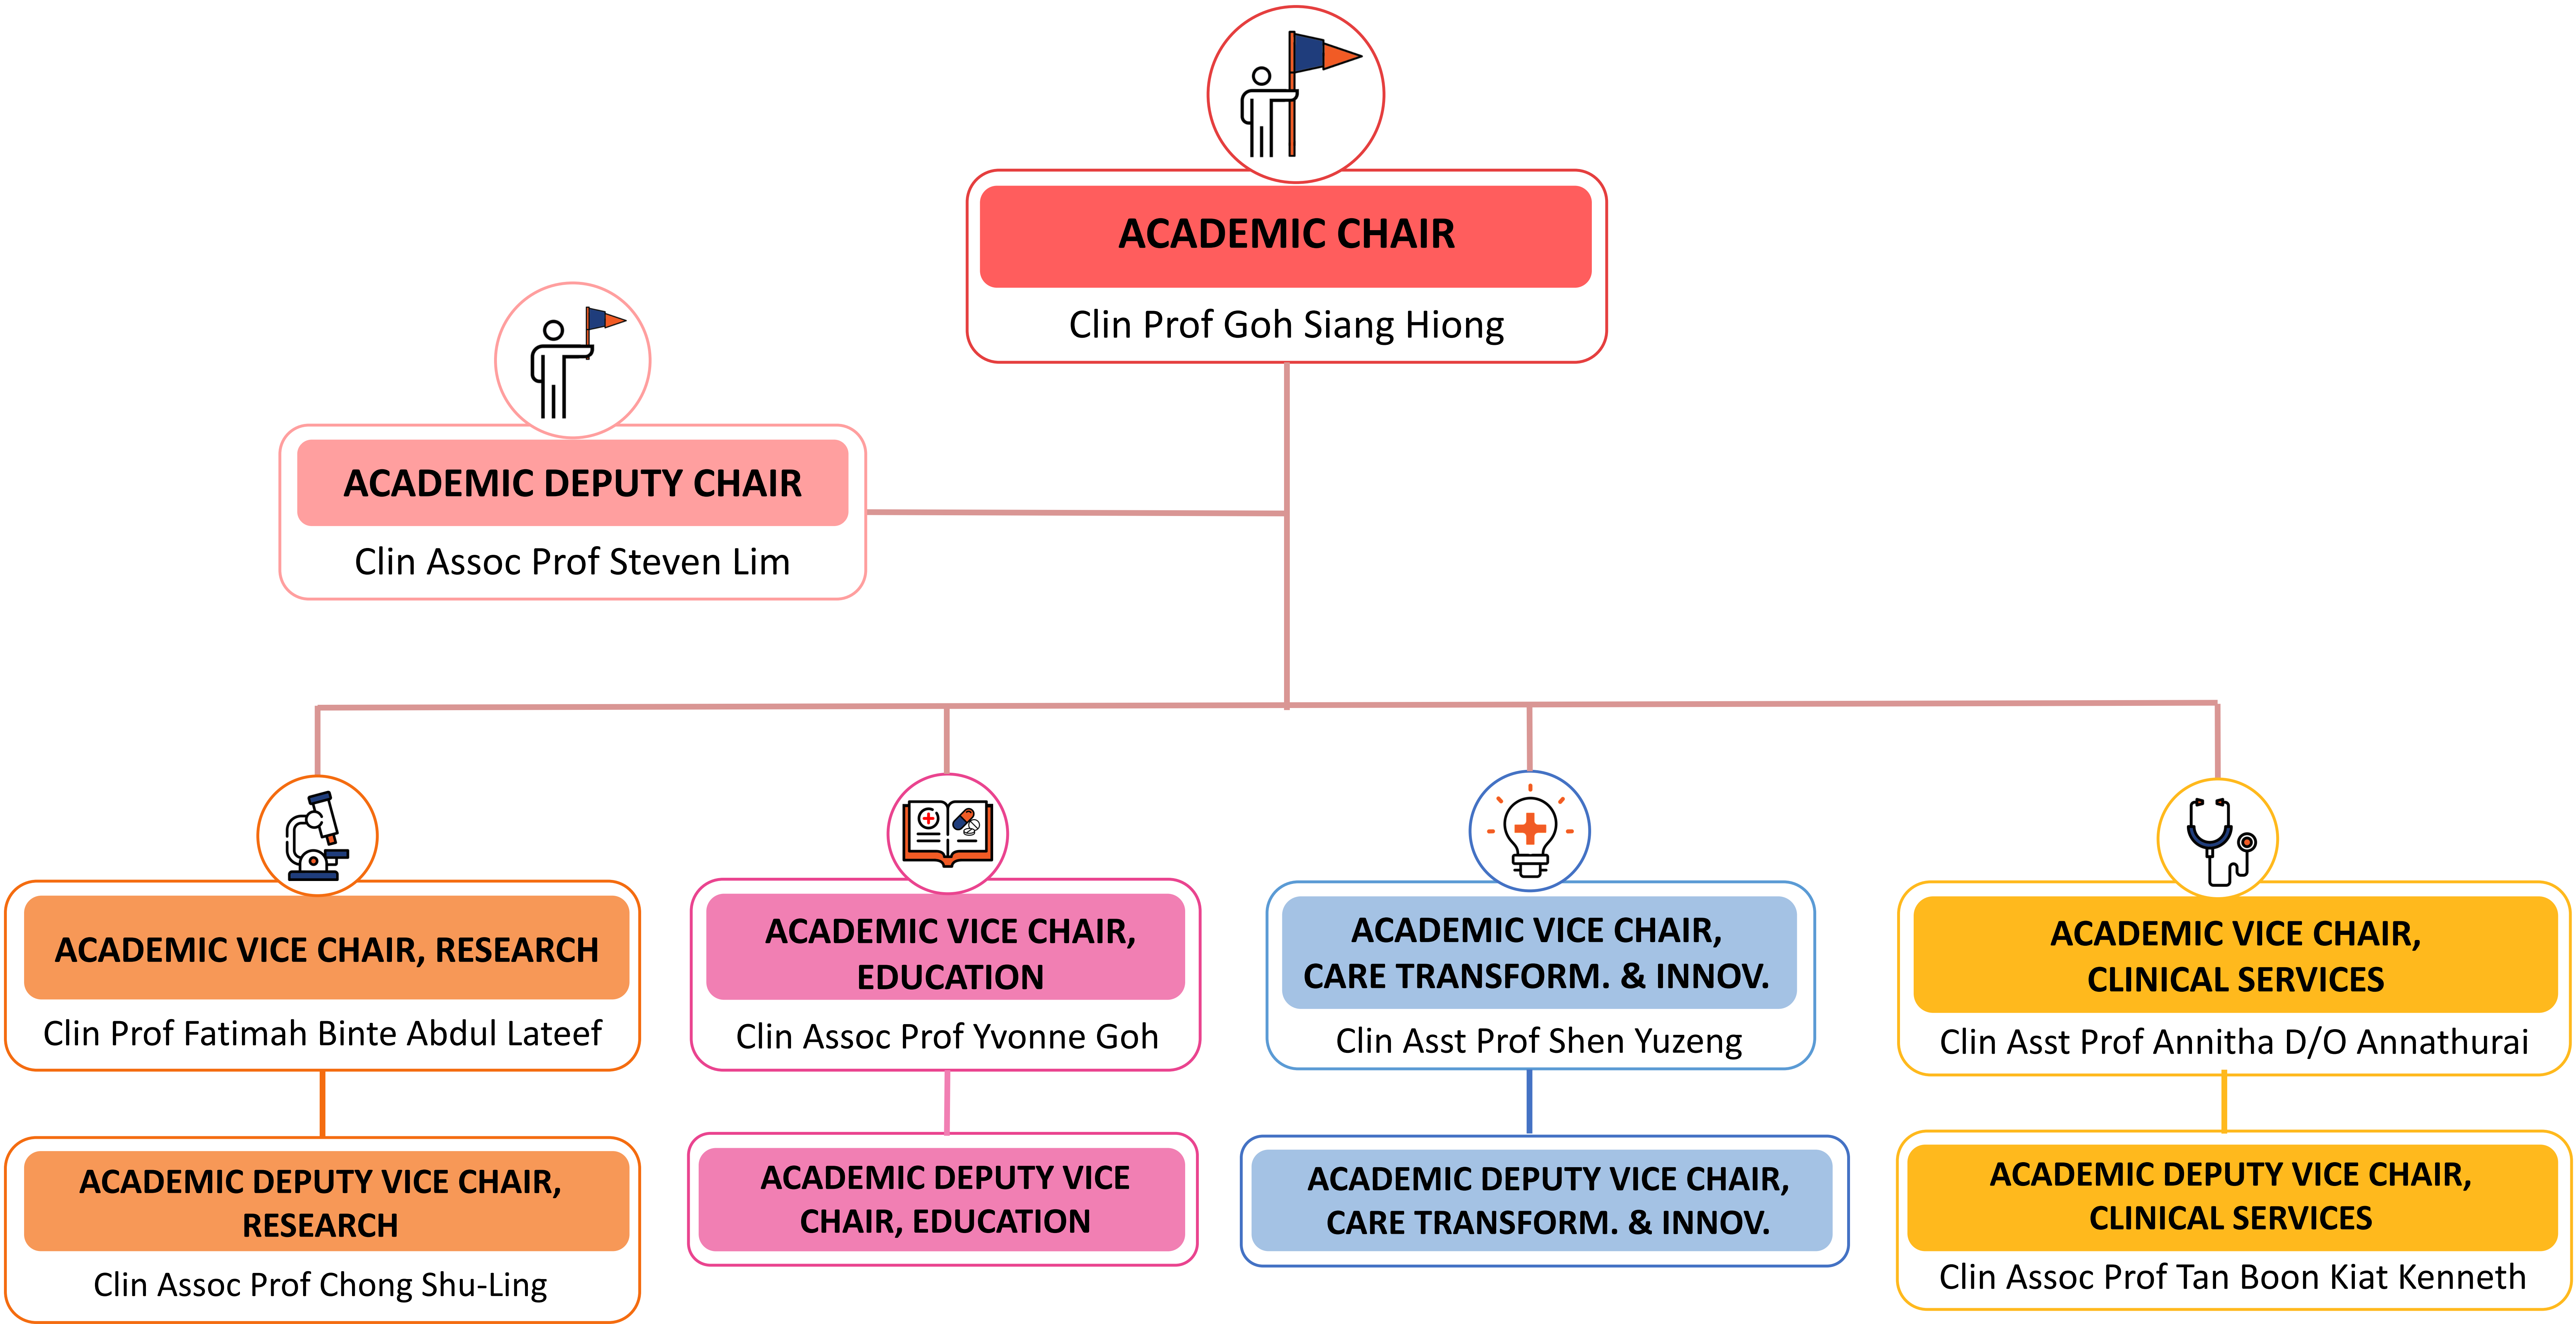 ACADEMIC CHAIR
Clin Prof Goh Siang Hiong
ACADEMIC DEPUTY CHAIR
Clin Assoc Prof Steven Lim
ACADEMIC VICE CHAIR, RESEARCH
Clin Prof Fatimah Binte Abdul Lateef
ACADEMIC VICE CHAIR,
EDUCATION
Clin Assoc Prof Yvonne Goh
ACADEMIC VICE CHAIR,
CARE TRANSFORM. & INNOV.
Clin Asst Prof Shen Yuzeng
ACADEMIC VICE CHAIR,
CLINICAL SERVICES
Clin Asst Prof Annitha D/O Annathurai
ACADEMIC DEPUTY VICE CHAIR,
RESEARCH
Clin Assoc Prof Chong Shu-Ling
ACADEMIC DEPUTY VICE
CHAIR, EDUCATION
ACADEMIC DEPUTY VICE CHAIR,
CARE TRANSFORM. & INNOV.
ACADEMIC DEPUTY VICE CHAIR,
CLINICAL SERVICES
Clin Assoc Prof Tan Boon Kiat Kenneth